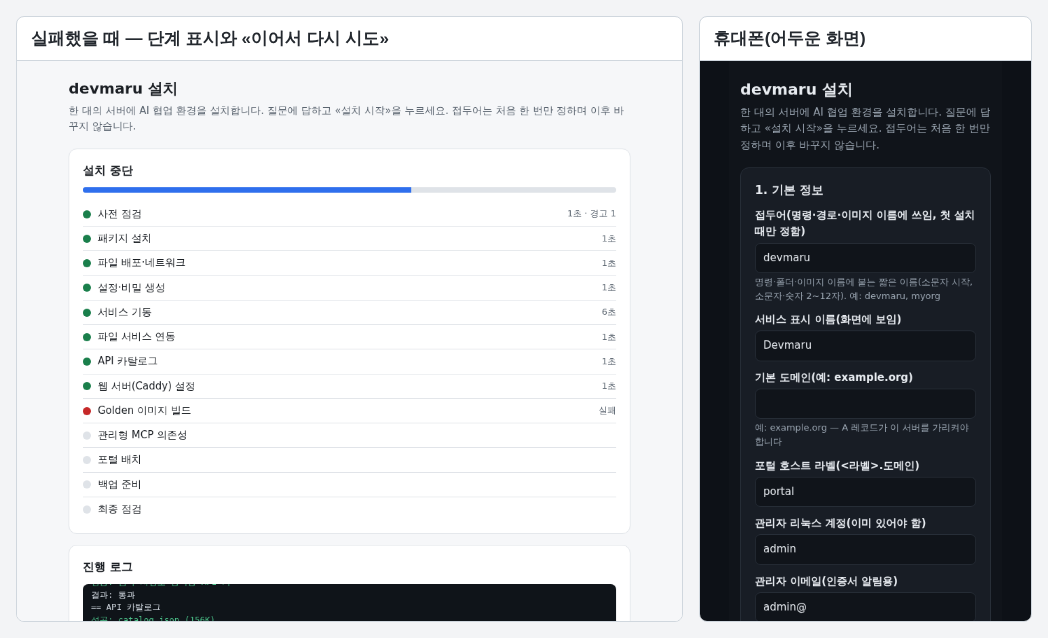 실패했을 때 — 단계 표시와 «이어서 다시 시도»
devmaru 설치
한 대의 서버에 AI 협업 환경을 설치합니다. 질문에 답하고 «설치 시작»을 누르세요. 접두어는 처음 한 번만 정하며 이후 바
꾸지 않습니다.
설치 중단
사전 점검 1초 · 경고 1
패키지 설치 1초
파일 배포·네트워크 1초
설정·비밀 생성 1초
서비스 기동 6초
파일 서비스 연동 1초
API 카탈로그 1초
웹 서버(Caddy) 설정 1초
Golden 이미지 빌드 실패
관리형 MCP 의존성
포털 배치
백업 준비
최종 점검
진행 로그
결과: 통과
== API 카탈로그
성공: catalog.json (156K)
휴대폰(어두운 화면)
devmaru 설치
한 대의 서버에 AI 협업 환경을 설치합니다. 질문에 답
하고 «설치 시작»을 누르세요. 접두어는 처음 한 번만
정하며 이후 바꾸지 않습니다.
1. 기본 정보
접두어(명령·경로·이미지 이름에 쓰임, 첫 설치
때만 정함)
devmaru
명령·폴더·이미지 이름에 붙는 짧은 이름(소문자 시작,
소문자·숫자 2~12자). 예: devmaru, myorg
서비스 표시 이름(화면에 보임)
Devmaru
기본 도메인(예: example.org)
예: example.org — A 레코드가 이 서버를 가리켜야
합니다
포털 호스트 라벨(<라벨>.도메인)
portal
관리자 리눅스 계정(이미 있어야 함)
admin
관리자 이메일(인증서 알림용)
admin@